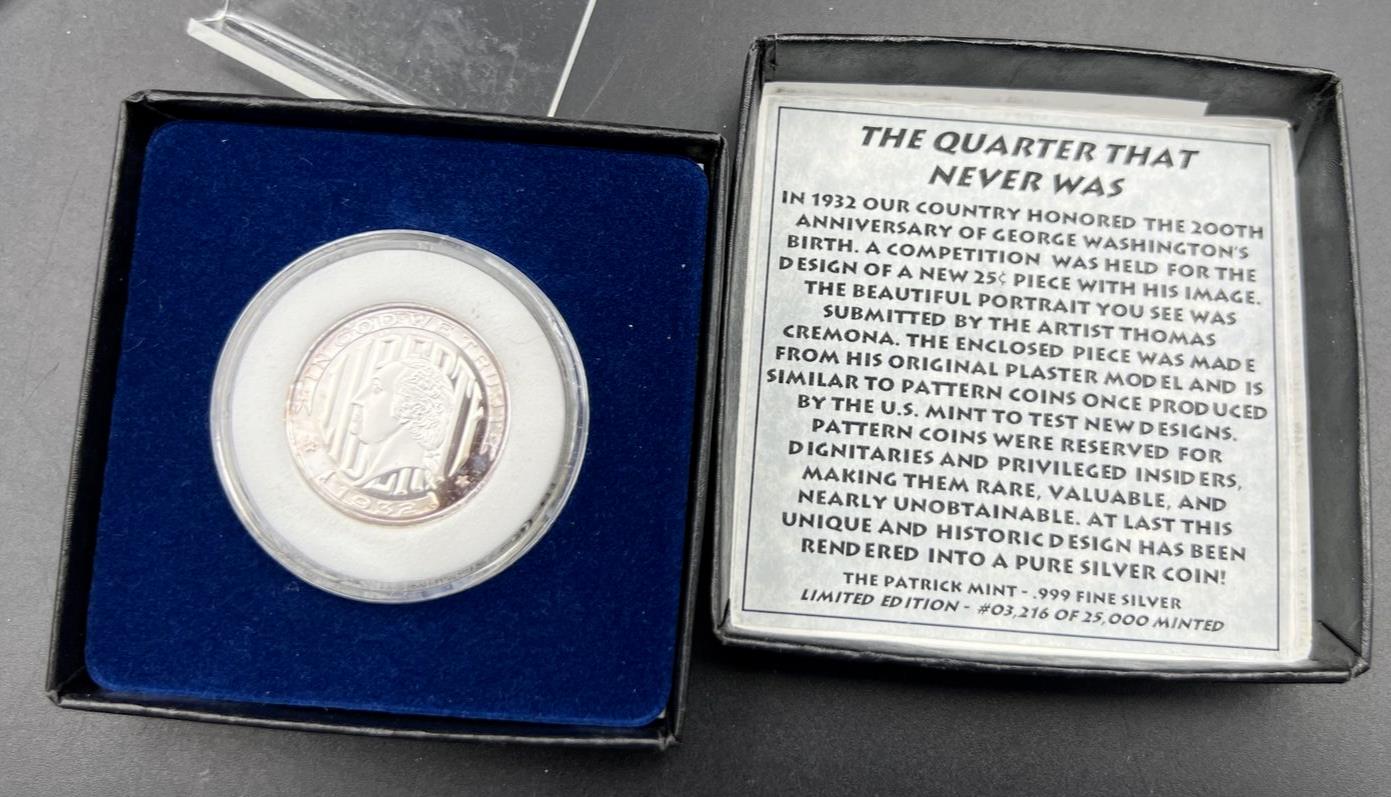 IN GOD WE TRUST
1932
THE QUARTER THAT
NEVER WAS
IN 1932 OUR COUNTRY HONORED THE 200TH
ANNIVERSARY OF GEORGE WASHINGTON'S
BIRTH. A COMPETITION WAS HELD FOR THE
DESIGN OF A NEW 25¢ PIECE WITH HIS IMAGE.
THE BEAUTIFUL PORTRAIT YOU SEE WAS
SUBMITTED BY THE ARTIST THOMAS
CREMONA. THE ENCLOSED PIECE WAS MADE
FROM HIS ORIGINAL PLASTER MODEL AND IS
SIMILAR TO PATTERN COINS ONCE PRODUCED
BY THE U.S. MINT TO TEST NEW DESIGNS.
PATTERN COINS WERE RESERVED FOR
DIGNITARIES AND PRIVILEGED INSIDERS,
MAKING THEM RARE, VALUABLE, AND
NEARLY UNOBTAINABLE. AT LAST THIS
UNIQUE AND HISTORIC DESIGN HAS BEEN
RENDERED INTO A PURE SILVER COIN!
THE PATRICK MINT - .999 FINE SILVER
LIMITED EDITION - #03,216 OF 25,000 MINTED